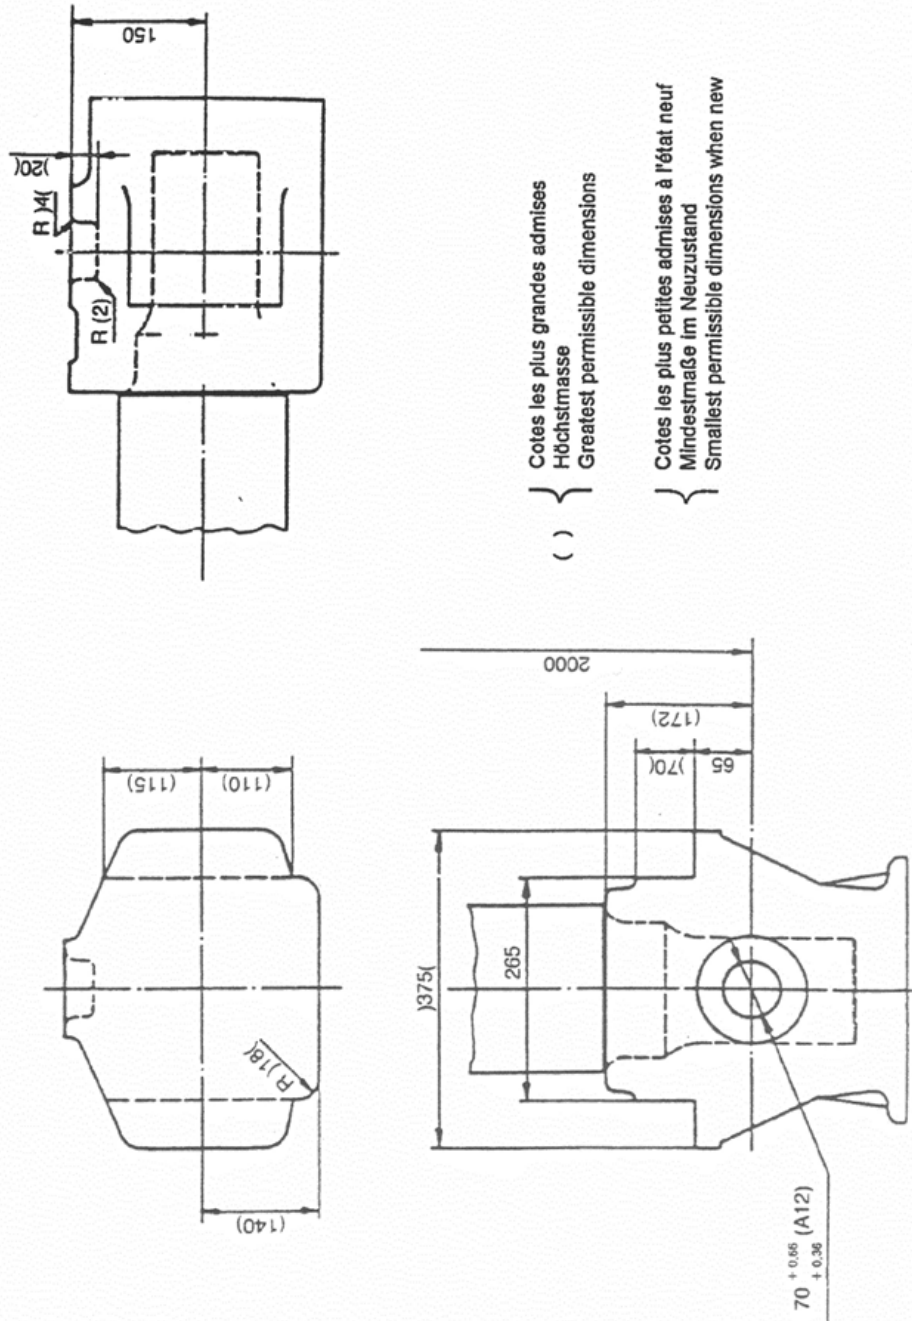 150
)20(
R )4(
R (2)
( )
Cotes les plus grandes admises
Höchstmasse
Greatest permissible dimensions
Cotes les plus petites admises à l'état neuf
Mindestmaße im Neuzustand
Smallest permissible dimensions when new
(115)
(110)
R )18(
(140)
2000
(172)
)70(
65
)375(
265
70 + 0,66 + 0,36 (A12)